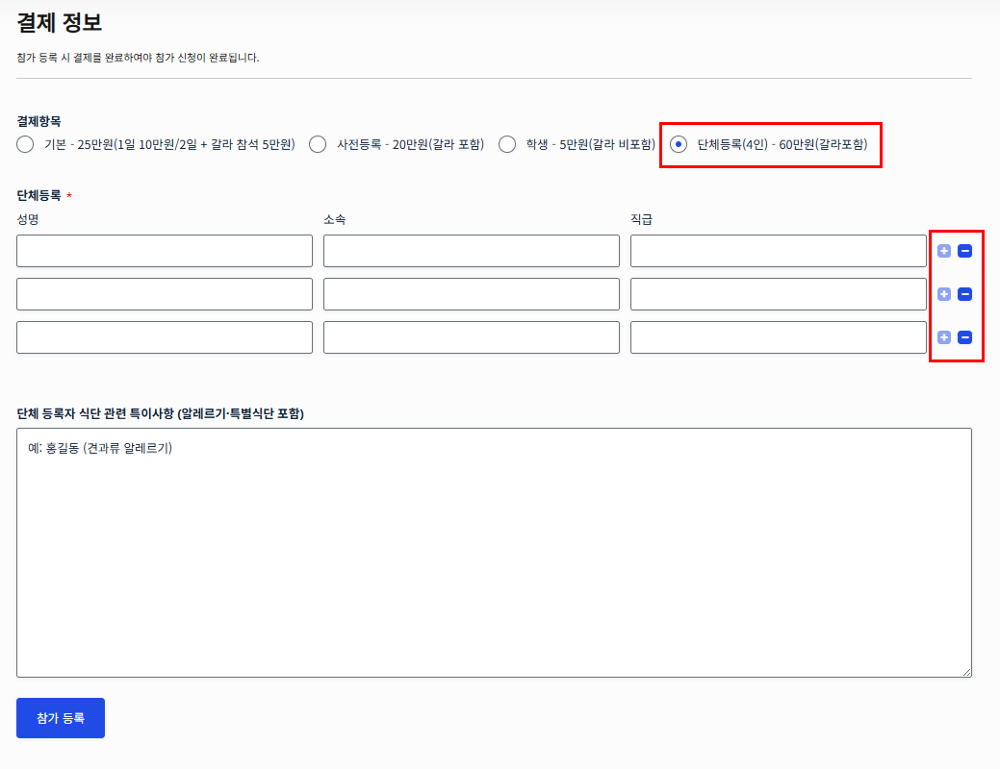 결제 정보
참가 등록 시 결제를 완료하여야 참가 신청이 완료됩니다.
결제항목
기본 - 25만원(1일 10만원/2일 + 갈라 참석 5만원) 사전등록 - 20만원(갈라 포함) 학생 - 5만원(갈라 비포함) 단체등록(4인) - 60만원(갈라포함)
단체등록 *
성명 소속 직급
단체 등록자 식단 관련 특이사항 (알레르기·특별식단 포함)
예: 홍길동 (견과류 알레르기)
참가 등록